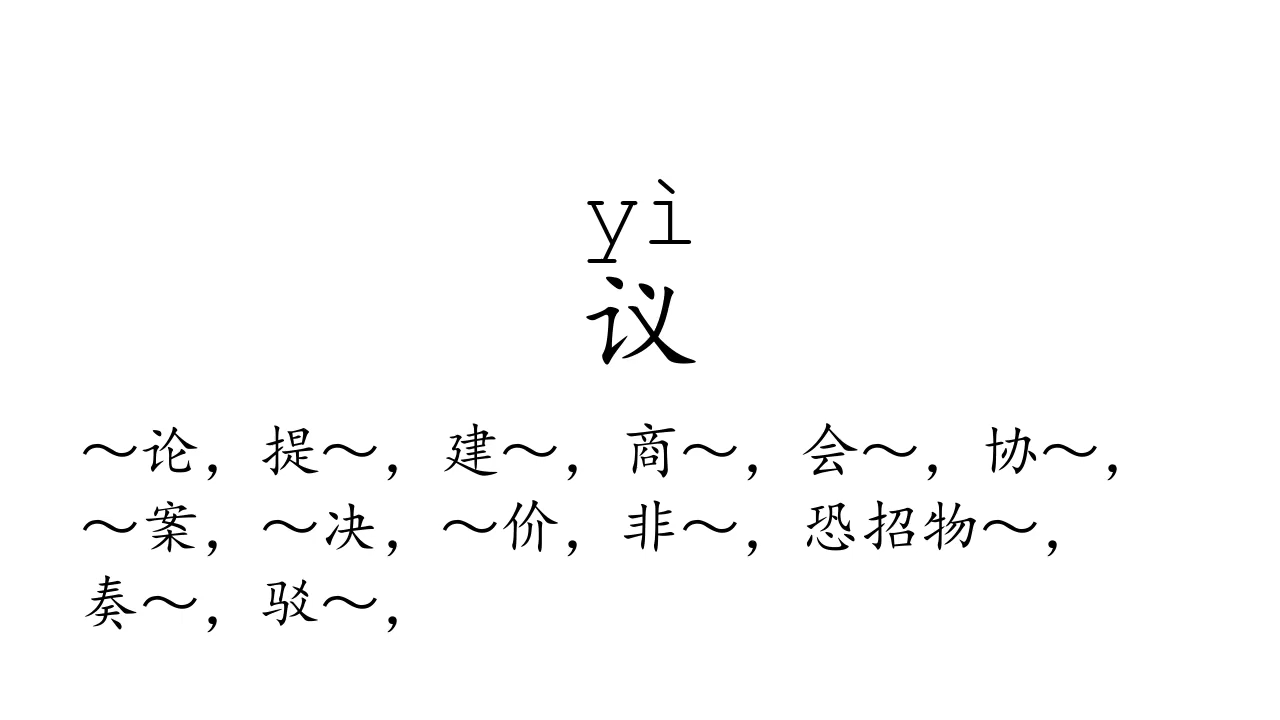 yì
议
～论，提～，建～，商～，会～，协～，
～案，～决，～价，非～，恐招物～，
奏～，驳～，